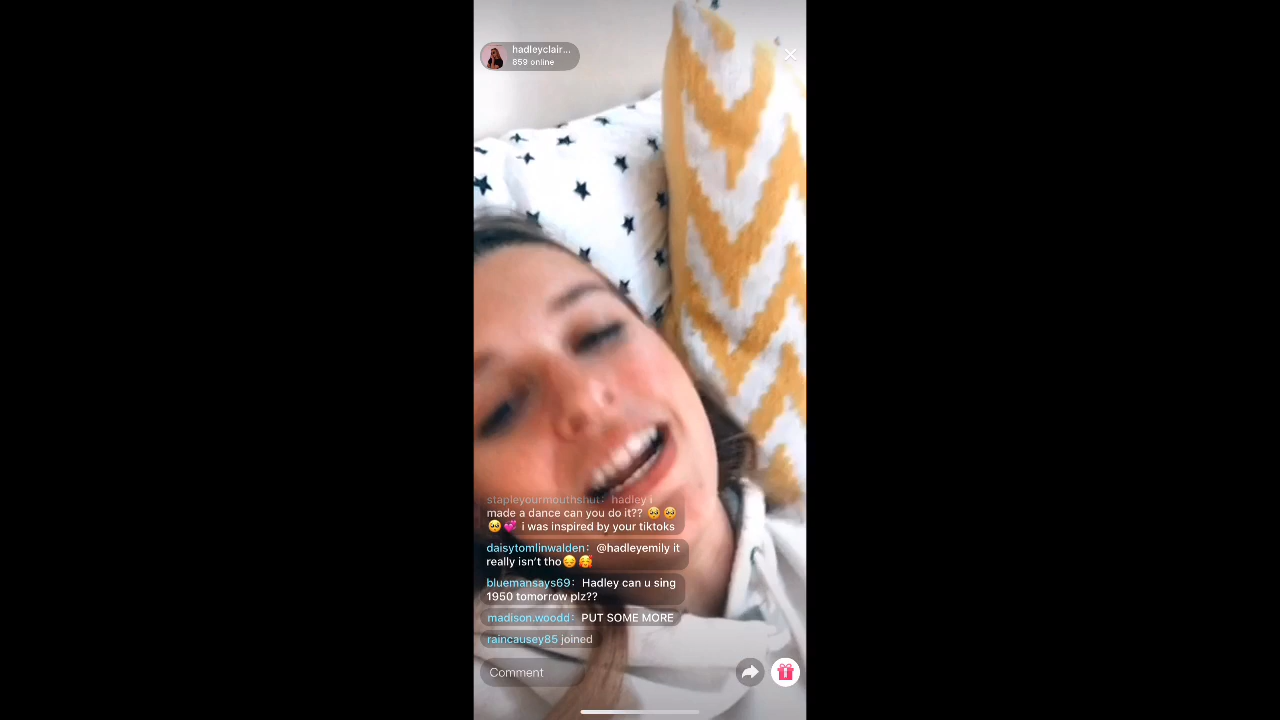 hadleyclair...
859 online
stapleyourmouthshut: hadley i
made a dance can you do it?? 🥺 🥺
🥺 💞 i was inspired by your tiktoks
daisytomlinwalden: @hadleyemily it
really isn't tho😏🥰
bluemansays69: Hadley can u sing
1950 tomorrow plz??
madison.woodd: PUT SOME MORE
raincausey85 joined
Comment